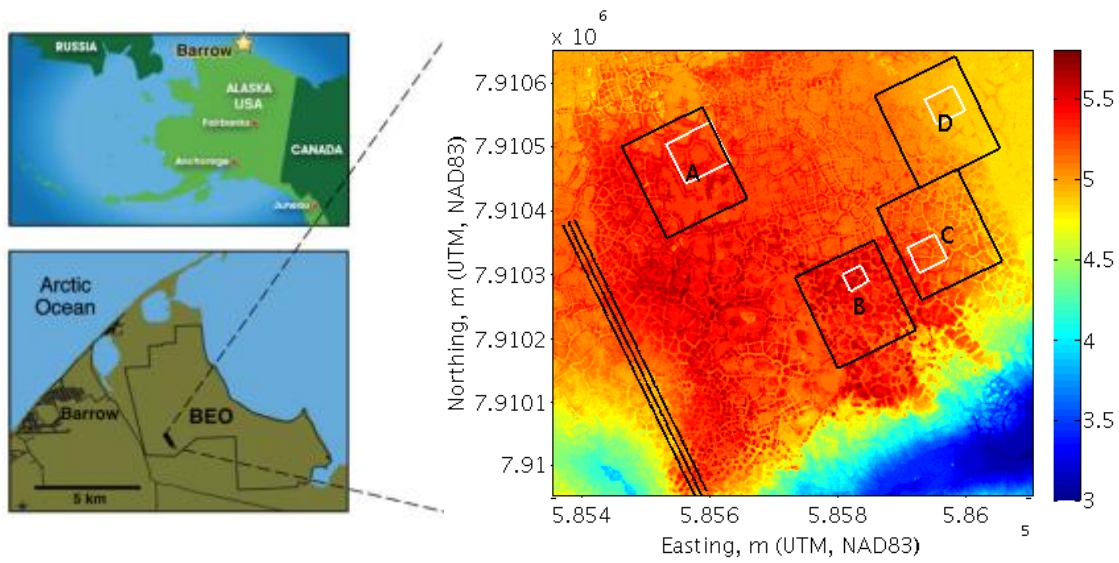 RUSSIA
Barrow
ALASKA
USA
Fairbanks
CANADA
Anchorage
Juneau
Arctic
Ocean
Barrow
BEO
5 km
6
x 10
7.9106
7.9105
7.9104
7.9103
7.9102
7.9101
7.91
Northing, m (UTM, NAD83)
A
B
C
D
5.854
5.856
5.858
5.86
5
Easting, m (UTM, NAD83)
5.5
5
4.5
4
3.5
3